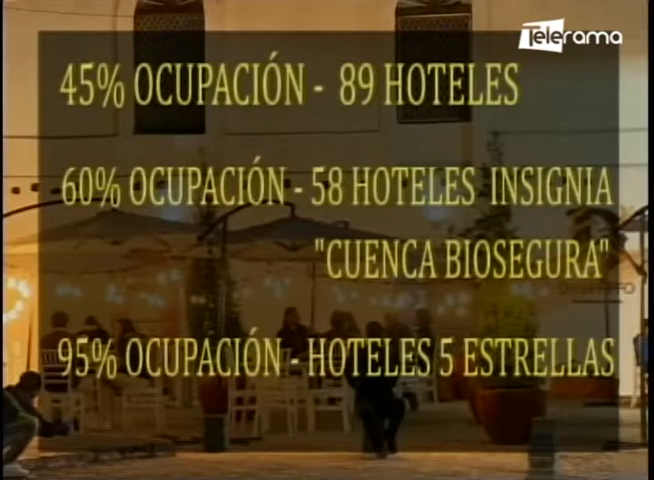 Telerama
45% OCUPACIÓN - 89 HOTELES
60% OCUPACIÓN - 58 HOTELES INSIGNIA
"CUENCA BIOSEGURA"
95% OCUPACIÓN - HOTELES 5 ESTRELLAS